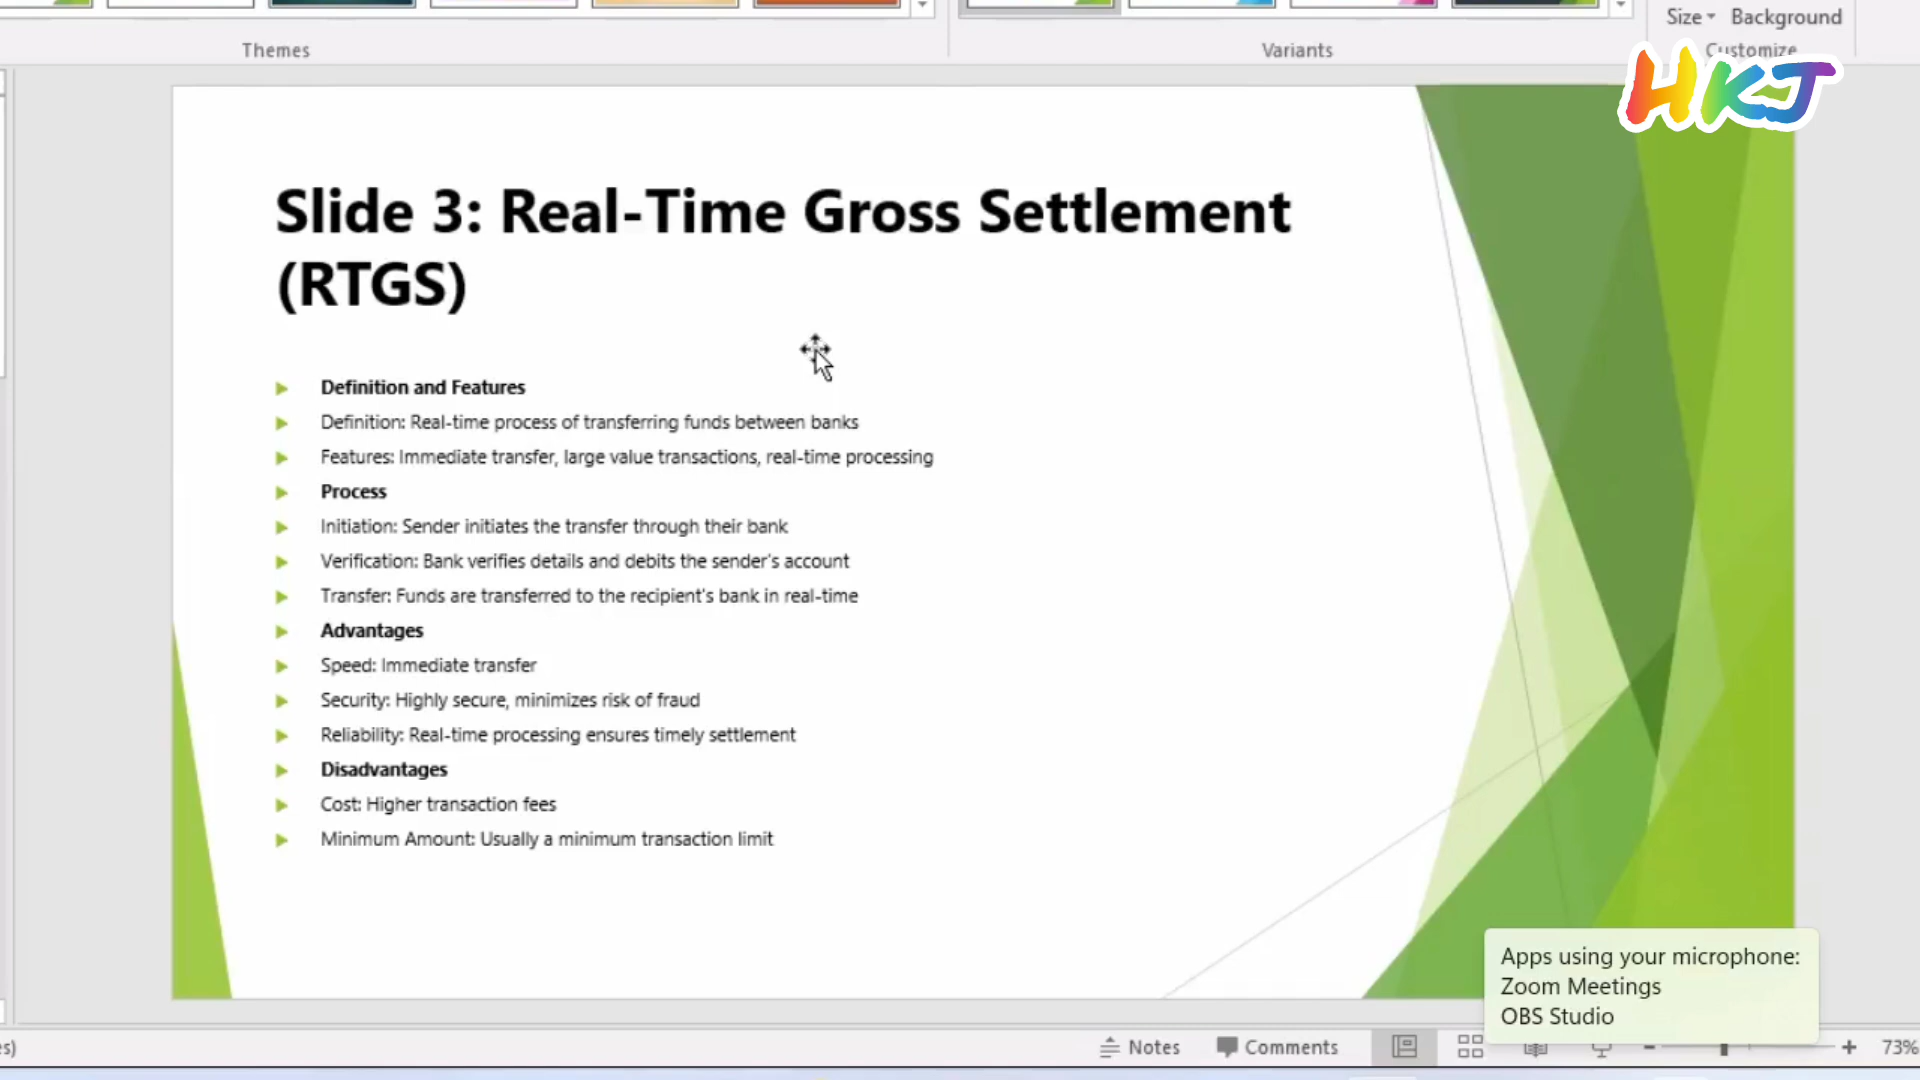 Size Background
Themes
Variants
Customize
HKJ
Slide 3: Real-Time Gross Settlement
(RTGS)
Definition and Features
Definition: Real-time process of transferring funds between banks
Features: Immediate transfer, large value transactions, real-time processing
Process
Initiation: Sender initiates the transfer through their bank
Verification: Bank verifies details and debits the sender's account
Transfer: Funds are transferred to the recipient's bank in real-time
Advantages
Speed: Immediate transfer
Security: Highly secure, minimizes risk of fraud
Reliability: Real-time processing ensures timely settlement
Disadvantages
Cost: Higher transaction fees
Minimum Amount: Usually a minimum transaction limit
Apps using your microphone:
Zoom Meetings
OBS Studio
es)
Notes
Comments
73%